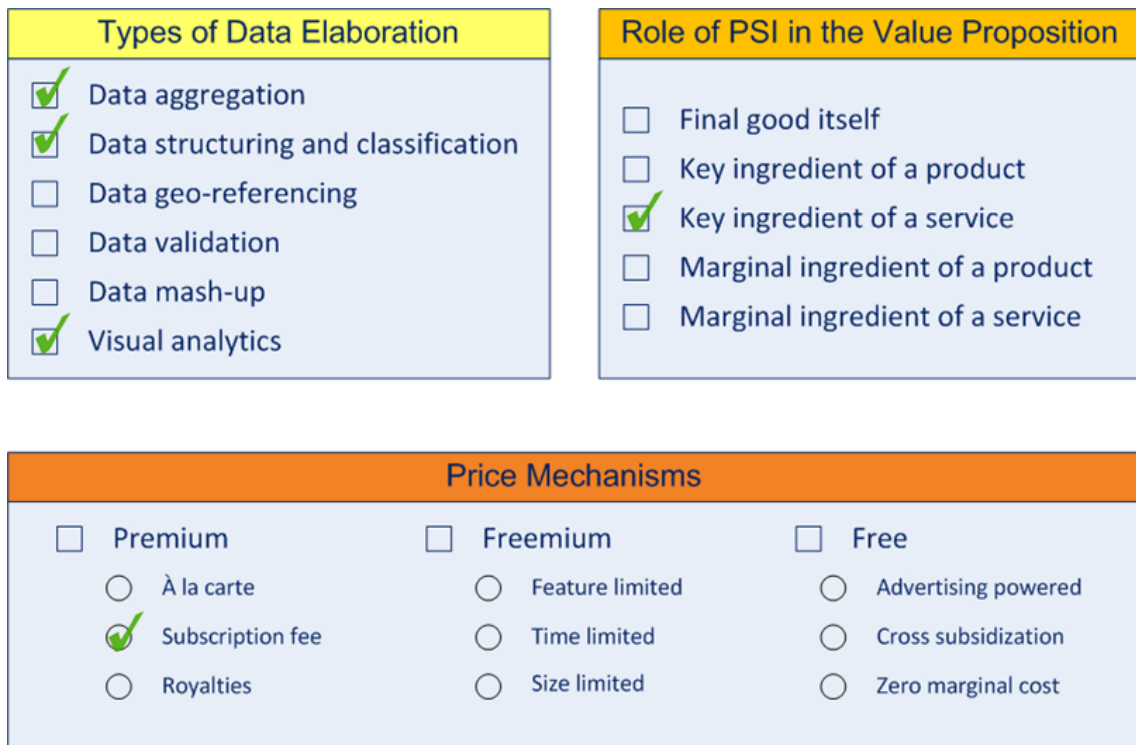 Types of Data Elaboration
Data aggregation
Data structuring and classification
Data geo-referencing
Data validation
Data mash-up
Visual analytics
Role of PSI in the Value Proposition
Final good itself
Key ingredient of a product
Key ingredient of a service
Marginal ingredient of a product
Marginal ingredient of a service
Price Mechanisms
Premium
À la carte
Subscription fee
Royalties
Freemium
Feature limited
Time limited
Size limited
Free
Advertising powered
Cross subsidization
Zero marginal cost